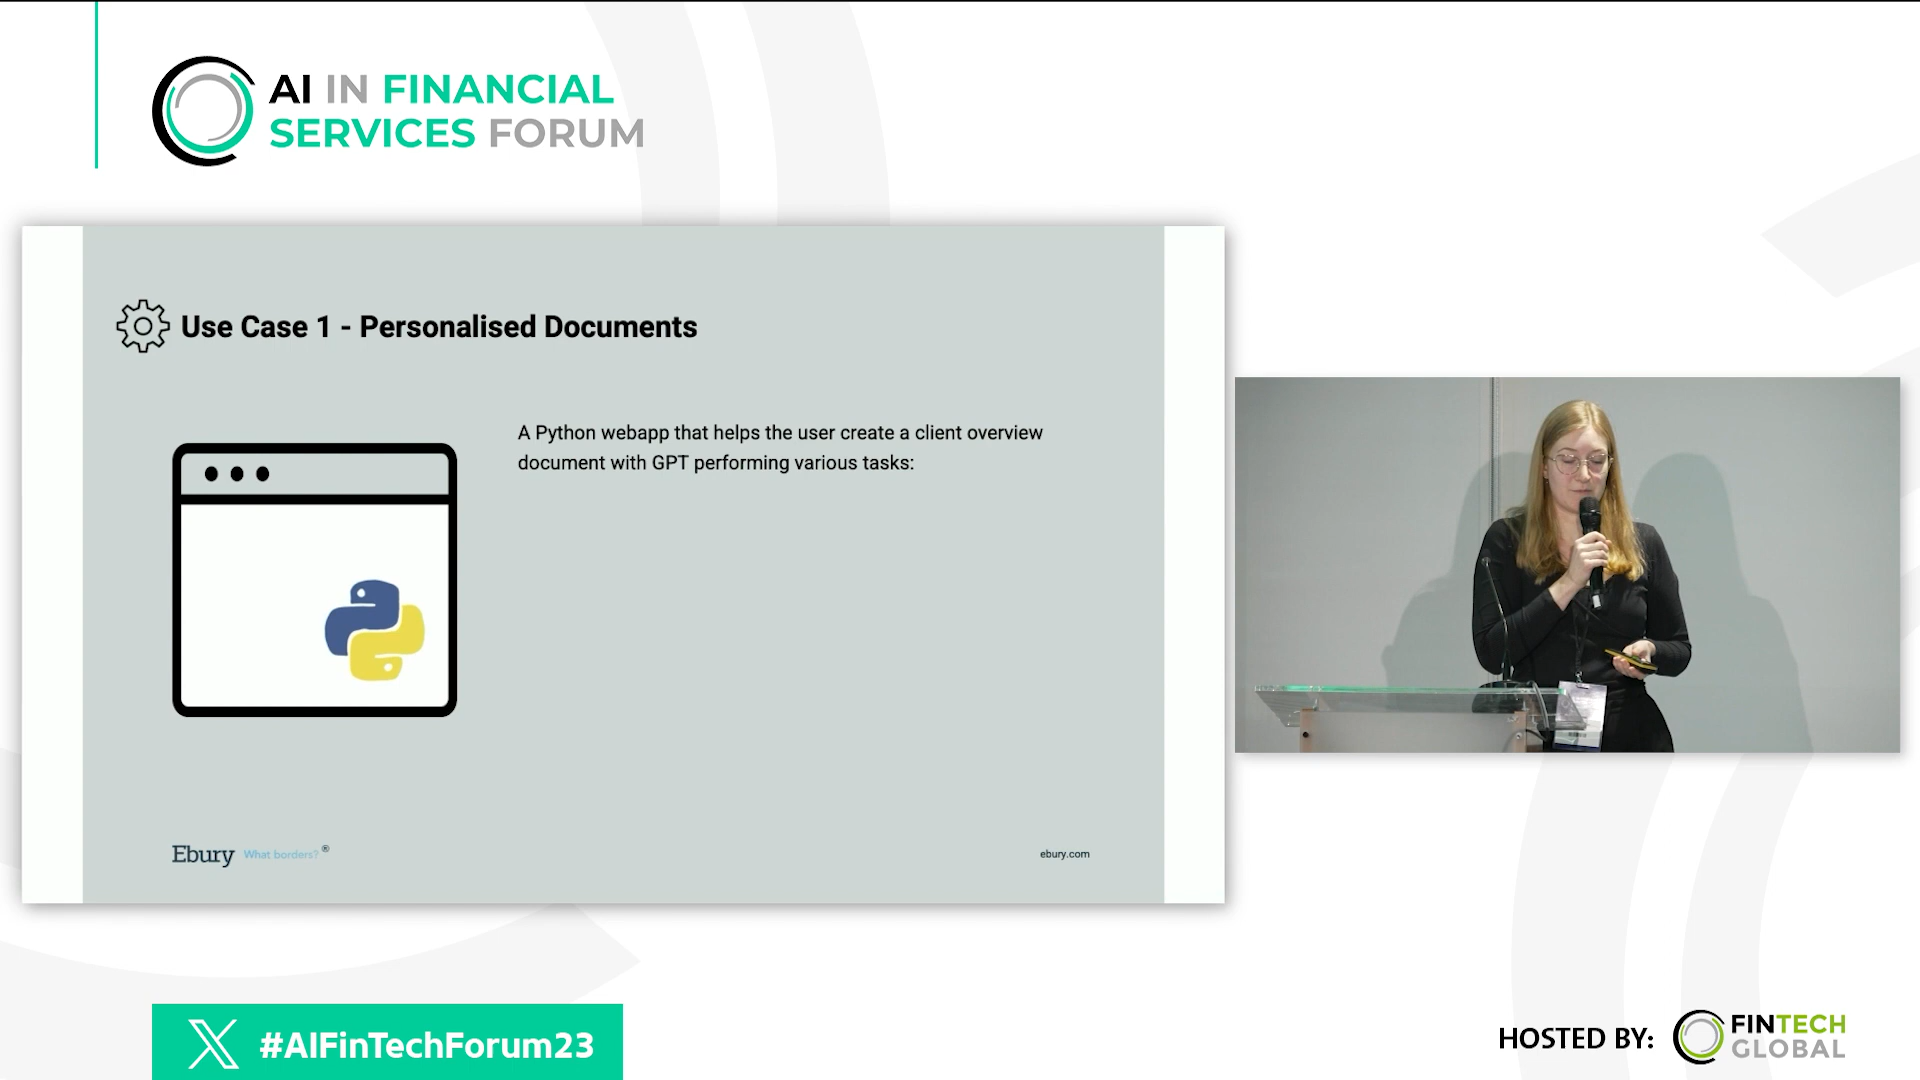 AI IN FINANCIAL
SERVICES FORUM
Use Case 1 - Personalised Documents
A Python webapp that helps the user create a client overview
document with GPT performing various tasks:
Ebury What borders? ®
ebury.com
#AIFinTechForum23
HOSTED BY:
FINTECH
GLOBAL